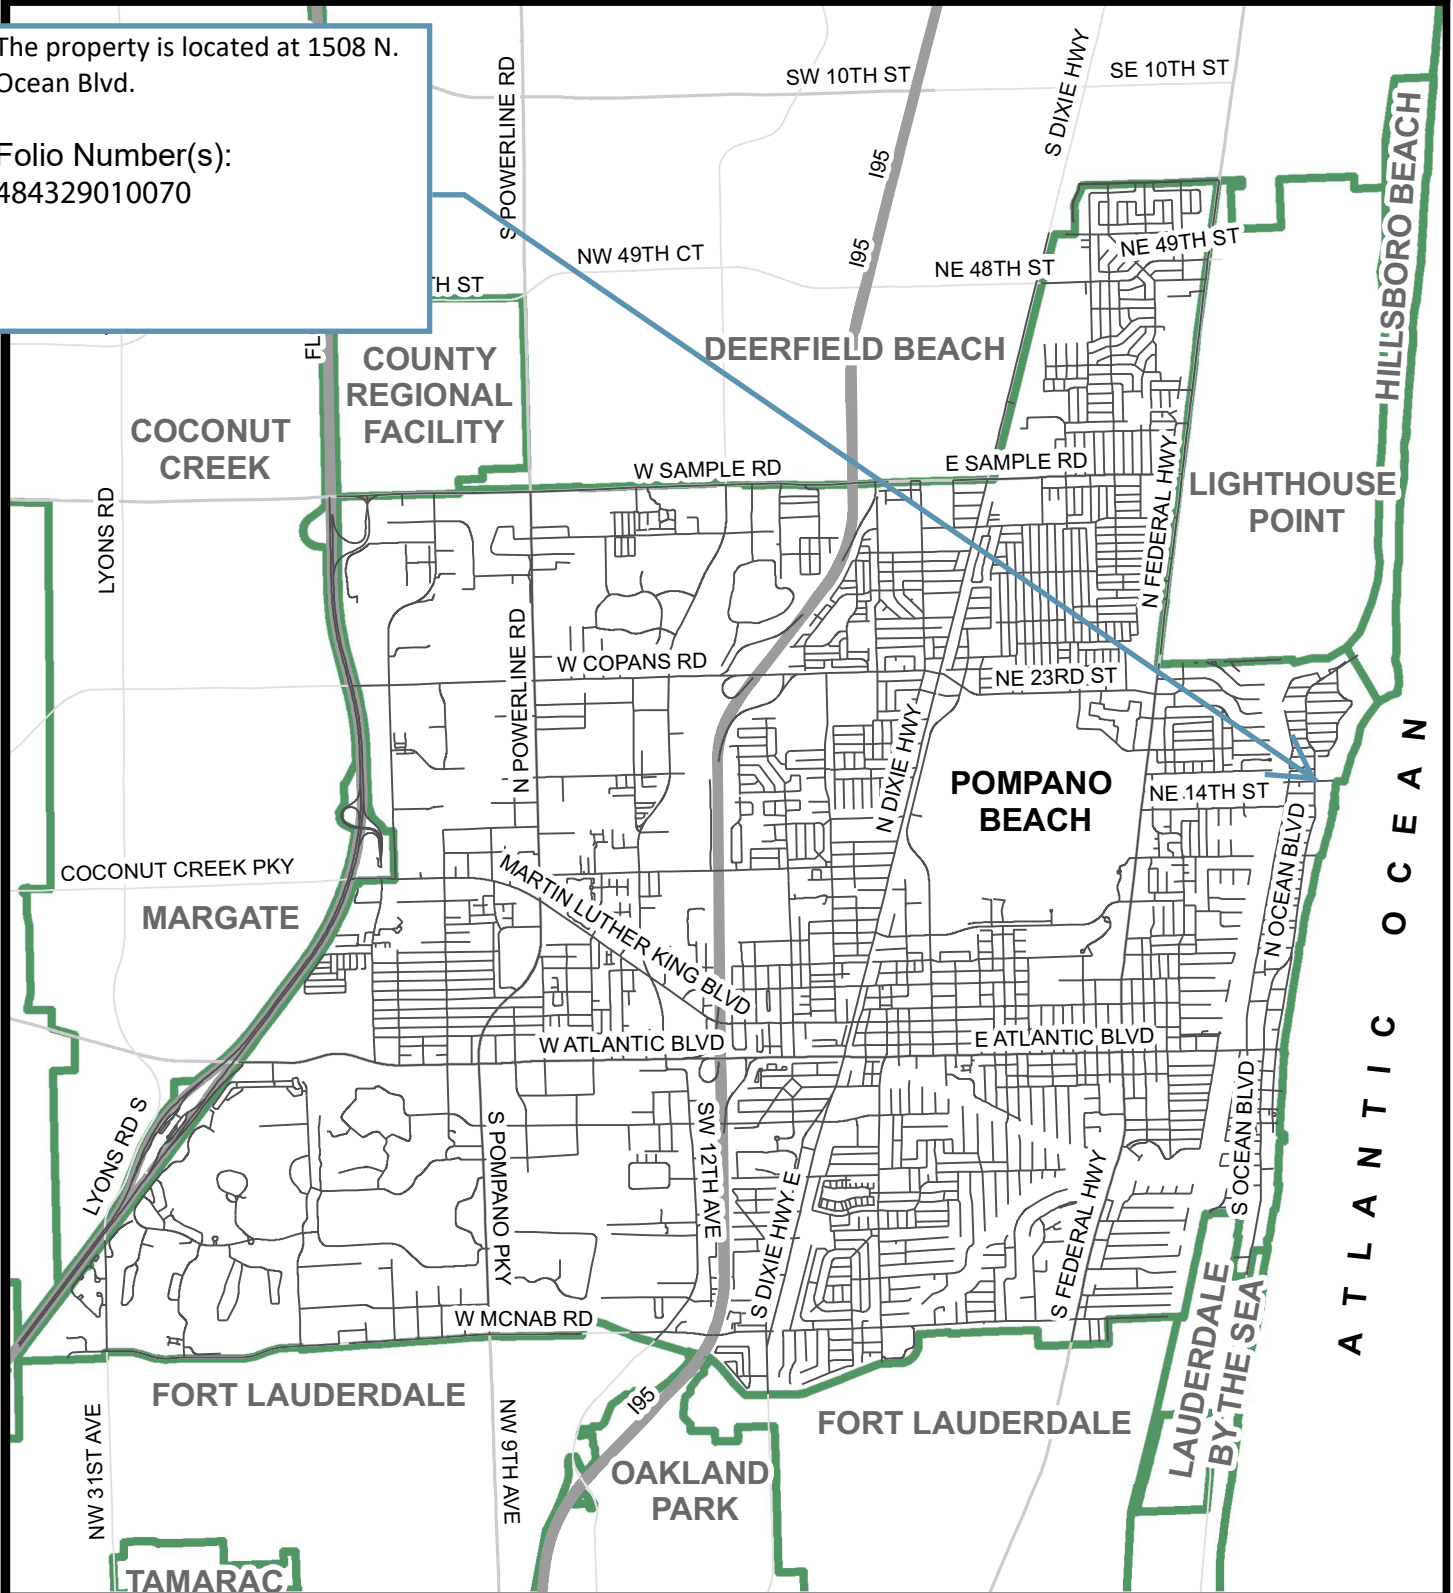 The property is located at 1508 N.
Ocean Blvd.
Folio Number(s):
484329010070
SW 10TH ST
SE 10TH ST
S DIXIE HWY
S POWERLINE RD
I95
HILLSBORO BEACH
NW 49TH CT
I95
NE 48TH ST
NE 49TH ST
TH ST
FL
COUNTY
REGIONAL
FACILITY
DEERFIELD BEACH
COCONUT
CREEK
W SAMPLE RD
E SAMPLE RD
LIGHTHOUSE
POINT
LYONS RD
N FEDERAL HWY
N POWERLINE RD
W COPANS RD
NE 23RD ST
N DIXIE HWY
POMPANO
BEACH
NE 14TH ST
N OCEAN BLVD
ATLANTIC OCEAN
COCONUT CREEK PKY
MARGATE
MARTIN LUTHER KING BLVD
W ATLANTIC BLVD
E ATLANTIC BLVD
LYONS RD S
S POMPANO PKY
SW 12TH AVE
S DIXIE HWY E
S FEDERAL HWY
S OCEAN BLVD
W MCNAB RD
LAUDERDALE
BY THE SEA
FORT LAUDERDALE
I95
FORT LAUDERDALE
NW 31ST AVE
NW 9TH AVE
OAKLAND
PARK
TAMARAC